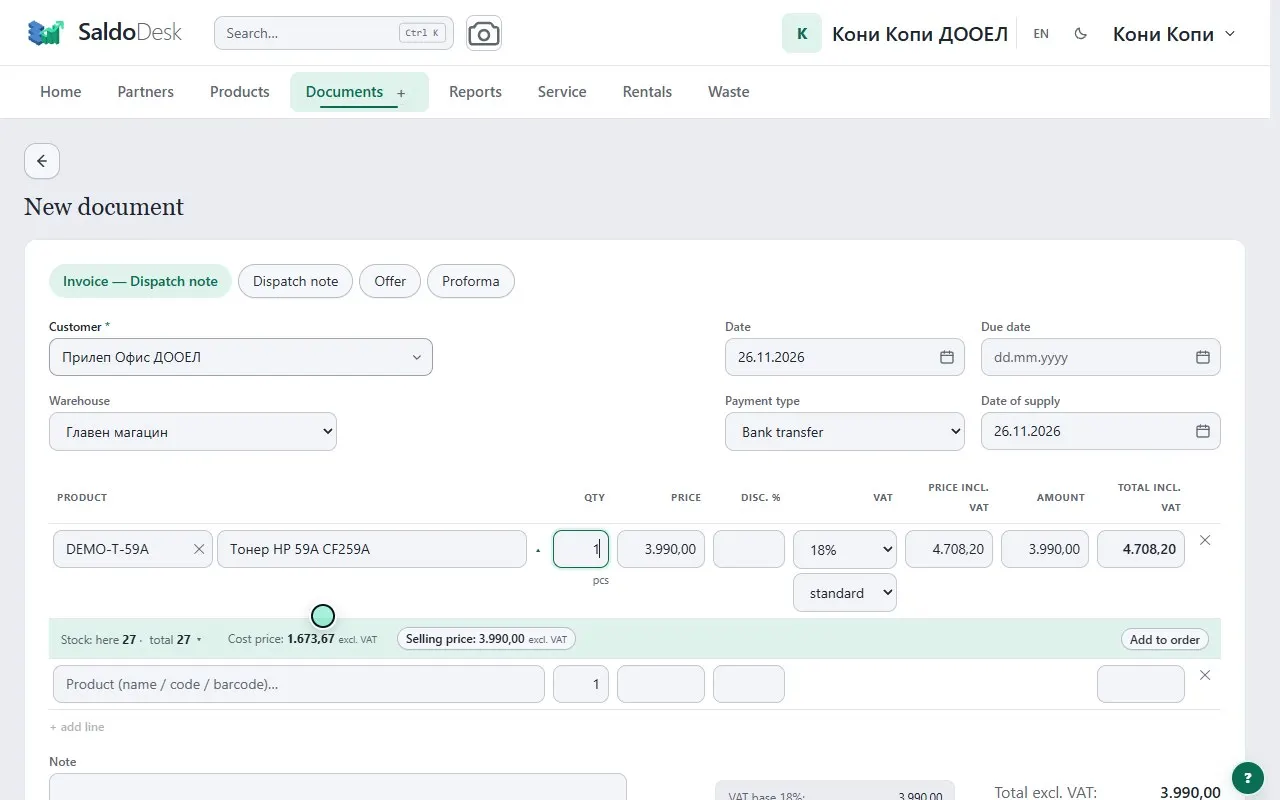 SaldoDesk
Search... Ctrl K
К Кони Копи ДООЕЛ EN Кони Копи
Home Partners Products Documents + Reports Service Rentals Waste
New document
Invoice — Dispatch note Dispatch note Offer Proforma
Customer * Date Due date
Прилеп Офис ДООЕЛ 26.11.2026 dd.mm.yyyy
Warehouse Payment type Date of supply
Главен магацин Bank transfer 26.11.2026
PRODUCT QTY PRICE DISC. % VAT PRICE INCL. VAT AMOUNT TOTAL INCL. VAT
DEMO-T-59A Тонер HP 59A CF259A 1 3.990,00 18% 4.708,20 3.990,00 4.708,20
pcs standard
Stock: here 27 · total 27 Cost price: 1.673,67 excl. VAT Selling price: 3.990,00 excl. VAT Add to order
Product (name / code / barcode)... 1
+ add line
Note
VAT base 18%: 3.990,00 Total excl. VAT: 3.990,00
?